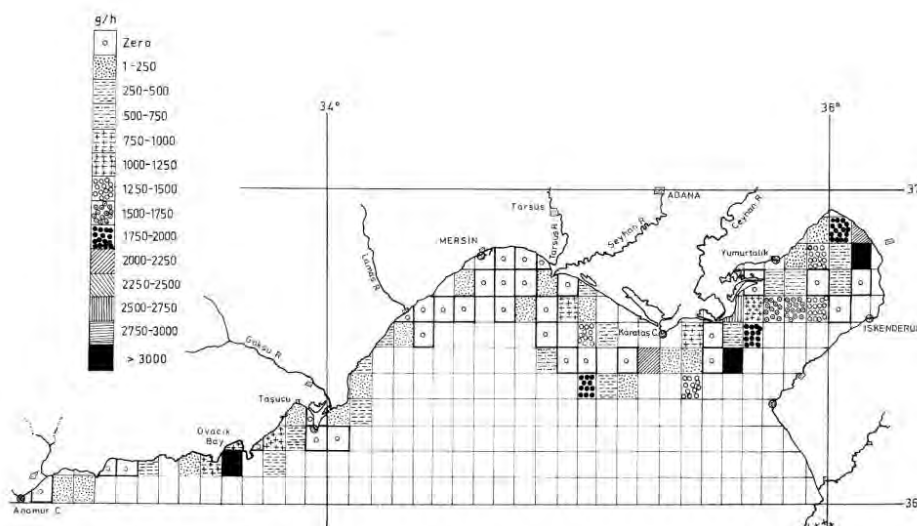 g/h
Zero
1-250
250-500
500-750
750-1000
1000-1250
1250-1500
1500-1750
1750-2000
2000-2250
2250-2500
2500-2750
2750-3000
> 3000
34°
36°
37
ADANA
Tarsus
Tarsus R.
Seyhan R.
Ceyhan R.
MERSİN
Yumurtalık
Lamas R.
Karataş C.
İSKENDERUN
Göksu R.
Taşucu
Ovacık
Bay
Anamur C.
36